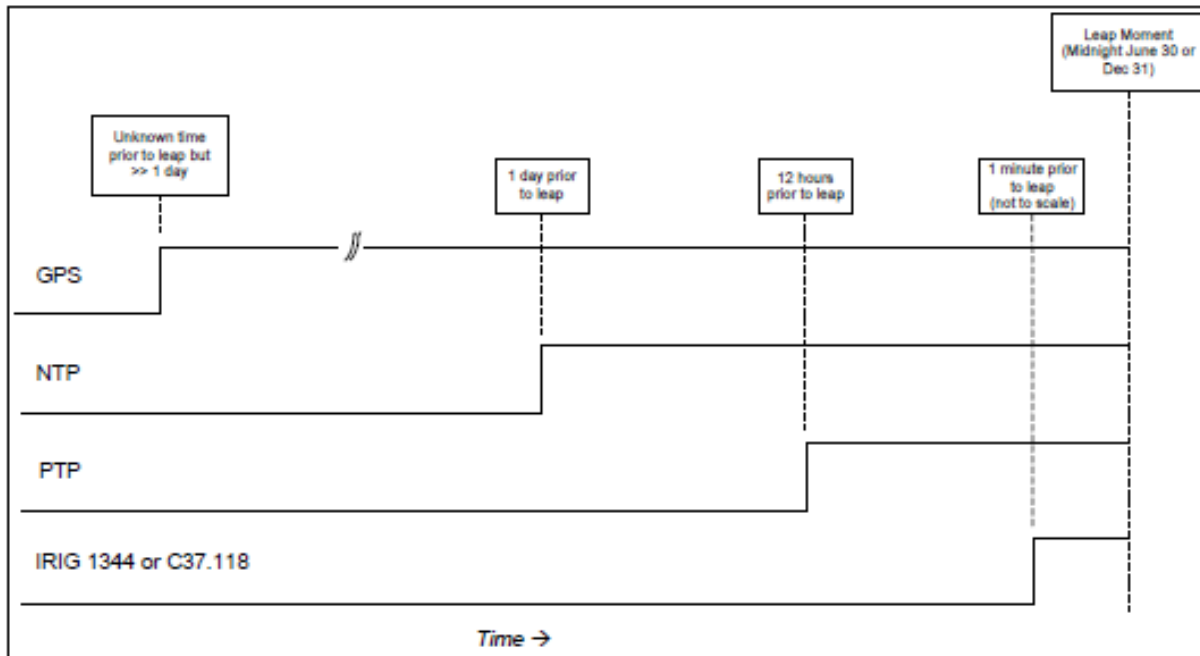 Leap Moment
(Midnight June 30 or
Dec 31)
Unknown time
prior to leap but
>> 1 day
1 day prior
to leap
12 hours
prior to leap
1 minute prior
to leap
(not to scale)
GPS
NTP
PTP
IRIG 1344 or C37.118
Time →